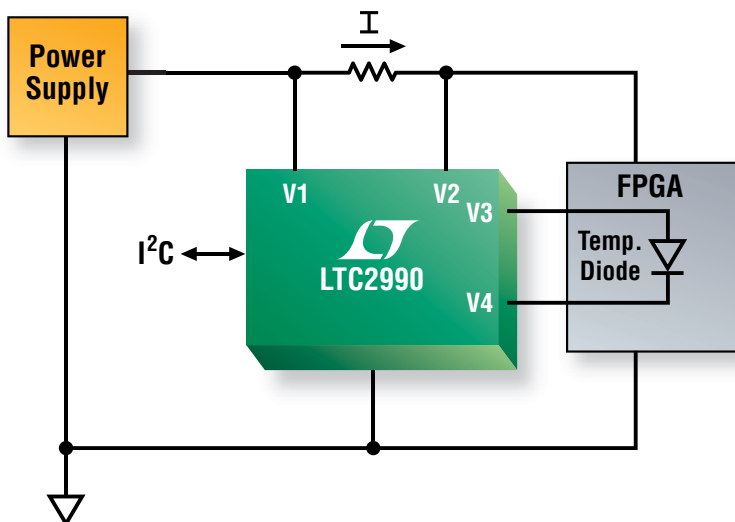 I
Power
Supply
V1
V2
V3
FPGA
Temp.
Diode
I²C
LTC2990
V4